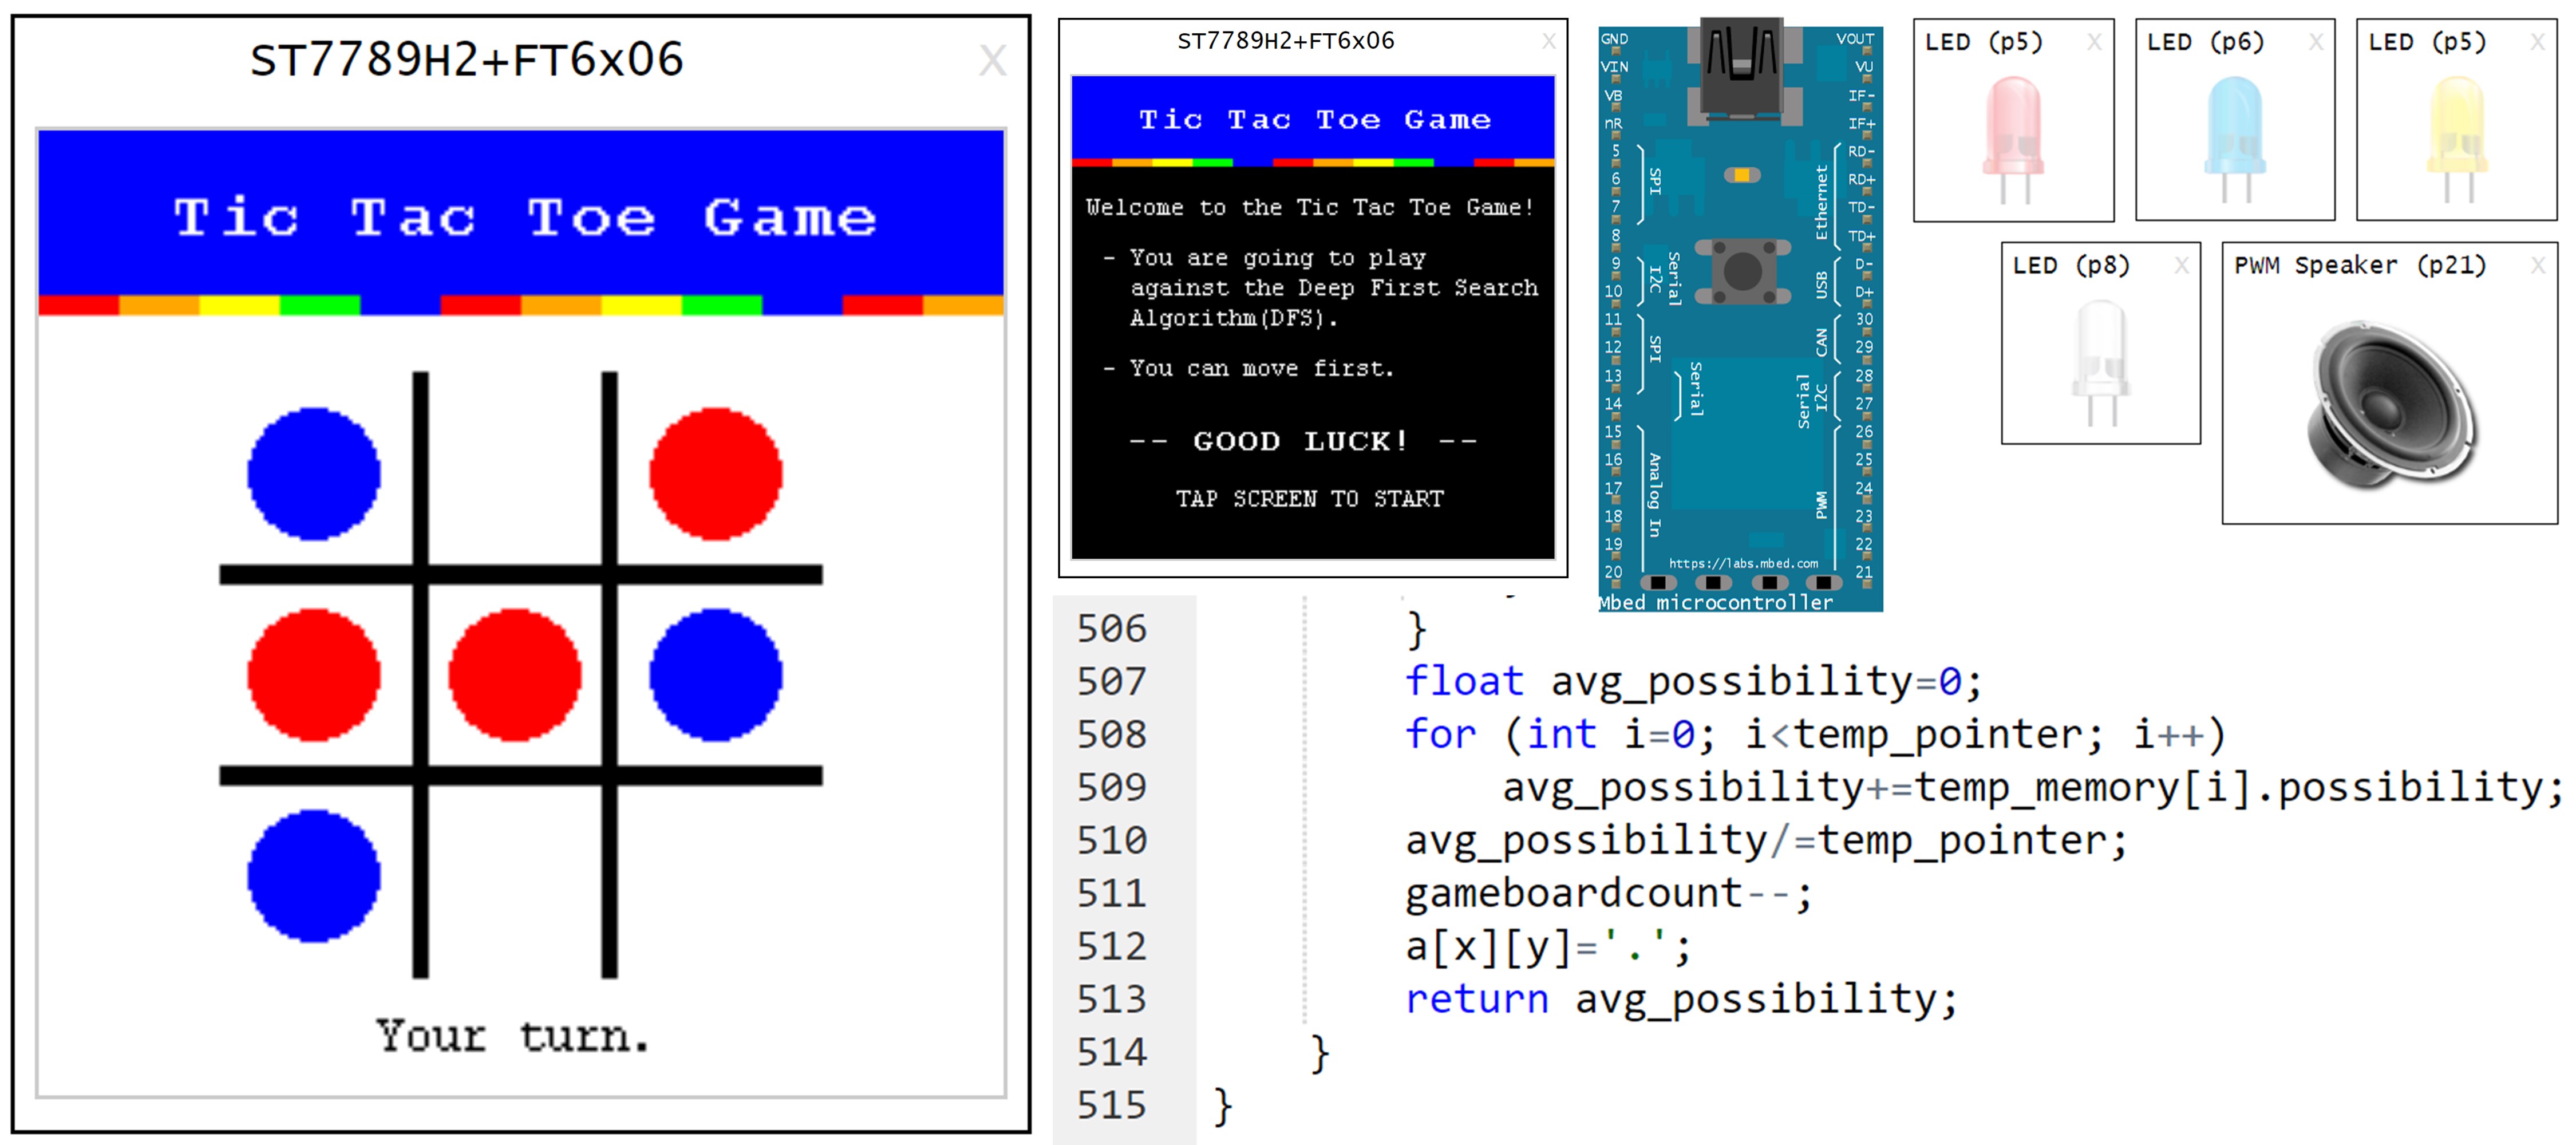 ST7789H2+FT6x06 X
Tic Tac Toe Game
Your turn.
ST7789H2+FT6x06 X
Tic Tac Toe Game
Welcome to the Tic Tac Toe Game!
- You are going to play
against the Deep First Search
Algorithm(DFS).
- You can move first.
-- GOOD LUCK! --
TAP SCREEN TO START
GND VOUT
VIN VU
VB IF-
nR IF+
5 RD-
6 RD+
7 TD-
8 TD+
9 D-
10 D+
11 30
12 29
13 28
14 27
15 26
16 25
17 24
18 23
19 22
20 21
SPI
Serial
I2C
SPI
Serial
Analog In
Ethernet
USB
CAN
Serial
I2C
PWM
https://labs.mbed.com
Mbed microcontroller
LED (p5) X
LED (p6) X
LED (p5) X
LED (p8) X
PWM Speaker (p21) X
506 }
507 float avg_possibility=0;
508 for (int i=0; i<temp_pointer; i++)
509 avg_possibility+=temp_memory[i].possibility;
510 avg_possibility/=temp_pointer;
511 gameboardcount--;
512 a[x][y]='.';
513 return avg_possibility;
514 }
515 }